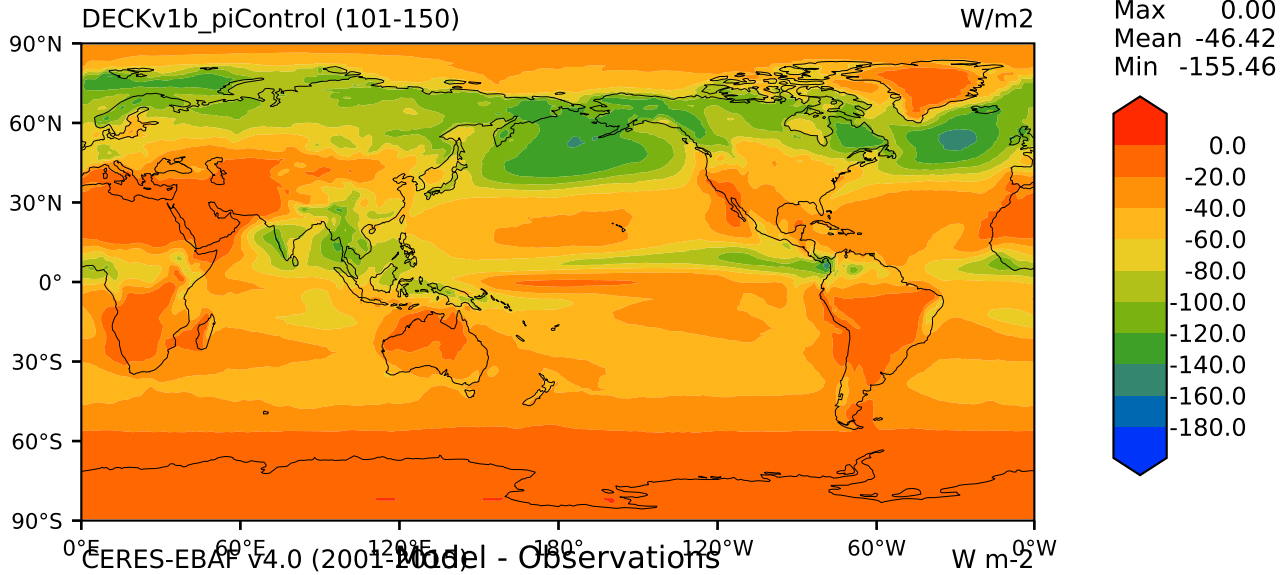 DECKv1b_piControl (101-150) W/m2
Max 0.00
Mean -46.42
Min -155.46
90°N
60°N
30°N
0°
30°S
60°S
90°S
0°E 60°E 120°E 180° 120°W 60°W 0°W
0.0
-20.0
-40.0
-60.0
-80.0
-100.0
-120.0
-140.0
-160.0
-180.0
CERES-EBAF v4.0 (2001-2015) Model - Observations W m-2